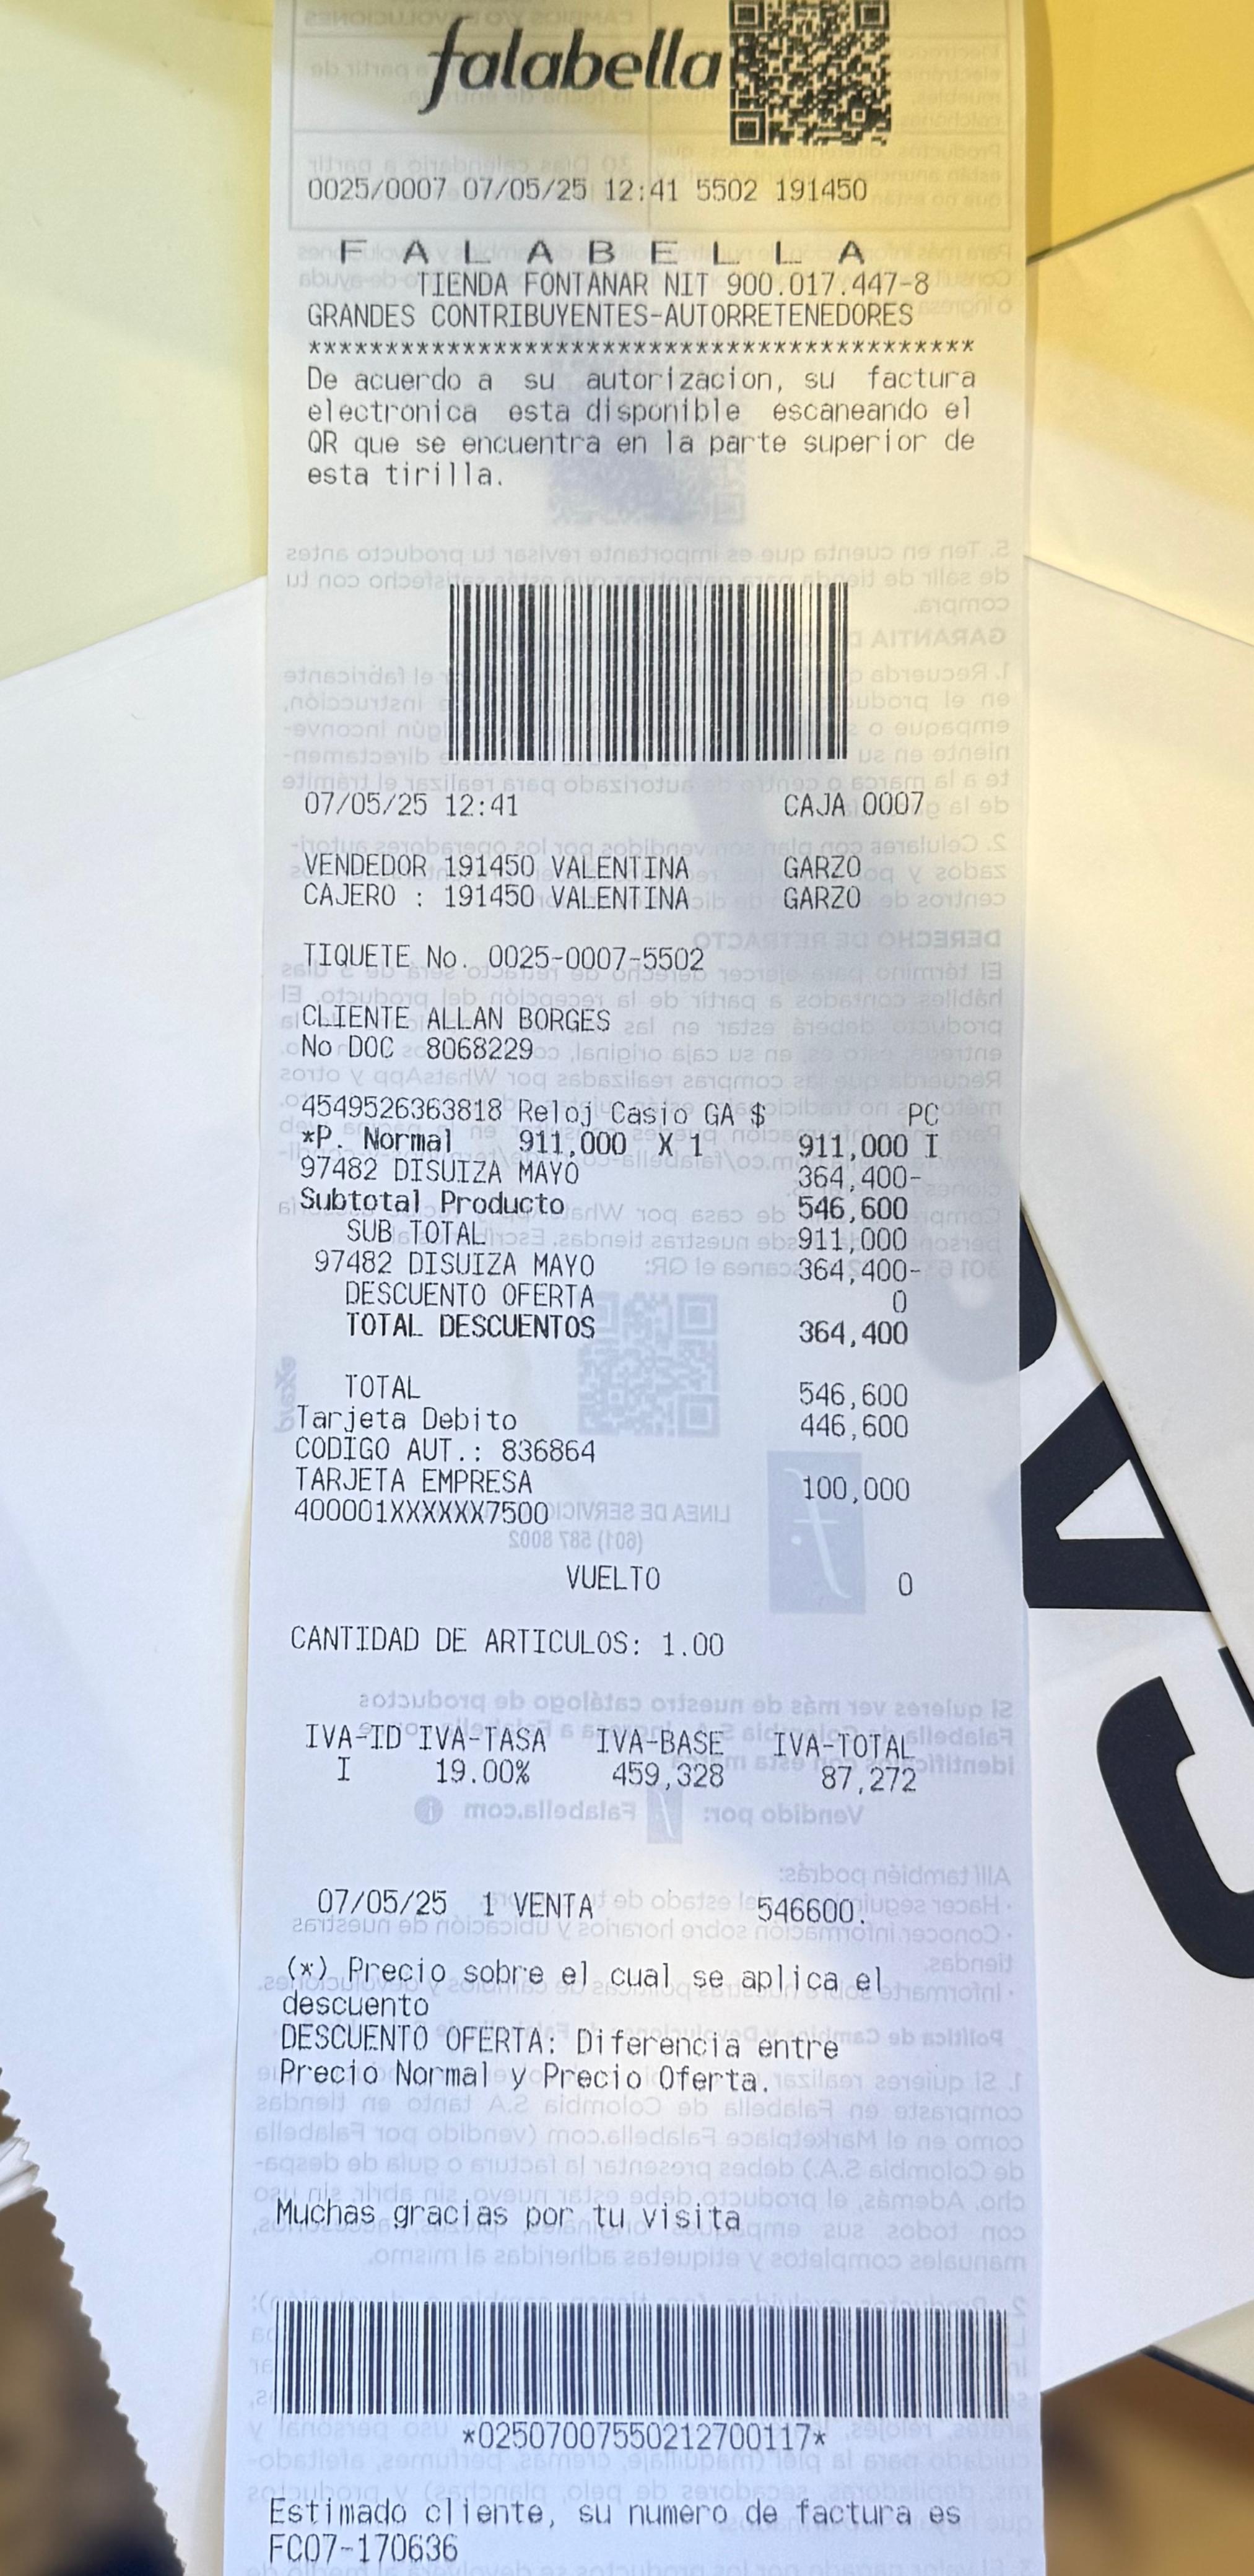 falabella
0025/0007 07/05/25 12:41 5502 191450
F A L A B E L L A
TIENDA FONTANAR NIT 900.017.447-8
GRANDES CONTRIBUYENTES-AUTORRETENEDORES
*******************************************
De acuerdo a su autorizacion, su factura
electronica esta disponible escaneando el
QR que se encuentra en la parte superior de
esta tirilla.
07/05/25 12:41 CAJA 0007
VENDEDOR 191450 VALENTINA GARZO
CAJERO : 191450 VALENTINA GARZO
TIQUETE No. 0025-0007-5502
CLIENTE ALLAN BORGES
No DOC 8068229
4549526363818 Reloj Casio GA $ PC
*P. Normal 911,000 X 1 911,000 I
97482 DISUIZA MAYO 364,400-
Subtotal Producto 546,600
SUB TOTAL 911,000
97482 DISUIZA MAYO 364,400-
DESCUENTO OFERTA 0
TOTAL DESCUENTOS 364,400
TOTAL 546,600
Tarjeta Debito 446,600
CODIGO AUT.: 836864
TARJETA EMPRESA 100,000
400001XXXXXX7500
VUELTO 0
CANTIDAD DE ARTICULOS: 1.00
IVA-ID IVA-TASA IVA-BASE IVA-TOTAL
I 19.00% 459,328 87,272
07/05/25 1 VENTA 546600.
(*) Precio sobre el cual se aplica el
descuento
DESCUENTO OFERTA: Diferencia entre
Precio Normal y Precio Oferta.
Muchas gracias por tu visita
*02507007550212700117*
Estimado cliente, su numero de factura es
FC07-170636